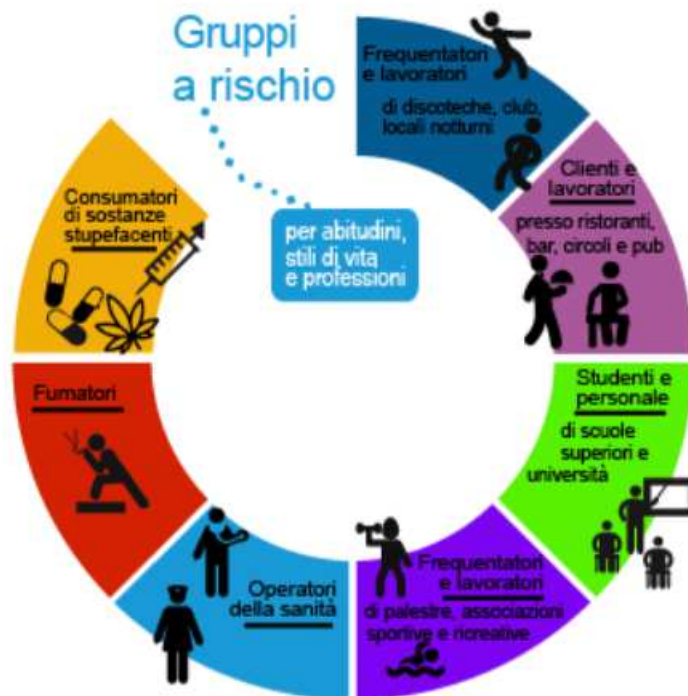 Gruppi
a rischio
per abitudini,
stili di vita
e professioni
Frequentatori
e lavoratori
di discoteche, club,
locali notturni
Clienti e
lavoratori
presso ristoranti,
bar, circoli e pub
Studenti e
personale
di scuole
superiori e
università
Frequentatori
e lavoratori
di palestre, associazioni
sportive e ricreative
Operatori
della sanità
Fumatori
Consumatori
di sostanze
stupefacenti